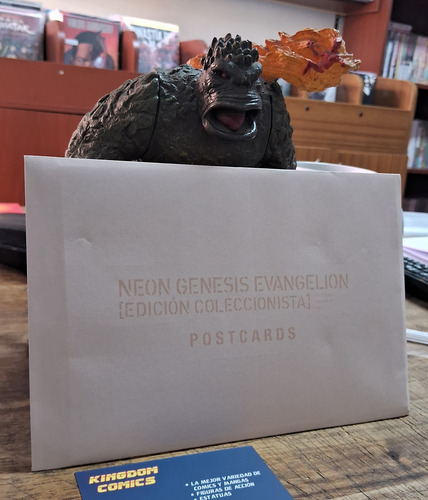 NEON GENESIS EVANGELION
[EDICIÓN COLECCIONISTA]
POSTCARDS
KINGDOM
COMICS
• LA MEJOR VARIEDAD DE
COMICS Y MANGAS
• FIGURAS DE ACCIÓN
• ESTATUAS